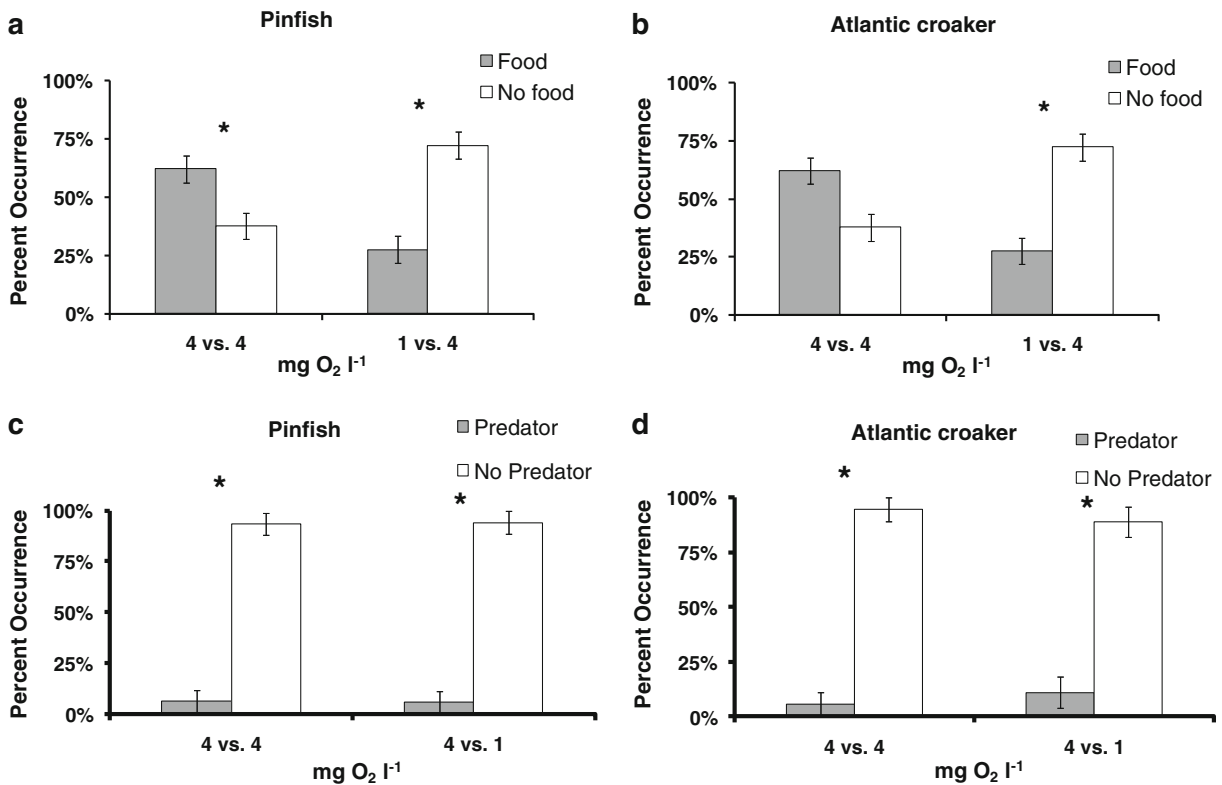 a
Pinfish
Food
No food
100%
75%
50%
25%
0%
Percent Occurrence
*
*
4 vs. 4
1 vs. 4
mg O₂ l⁻¹
b
Atlantic croaker
Food
No food
100%
75%
50%
25%
0%
Percent Occurrence
*
4 vs. 4
1 vs. 4
mg O₂ l⁻¹
c
Pinfish
Predator
No Predator
100%
75%
50%
25%
0%
Percent Occurrence
*
*
4 vs. 4
4 vs. 1
mg O₂ l⁻¹
d
Atlantic croaker
Predator
No Predator
100%
75%
50%
25%
0%
Percent Occurrence
*
*
4 vs. 4
4 vs. 1
mg O₂ l⁻¹